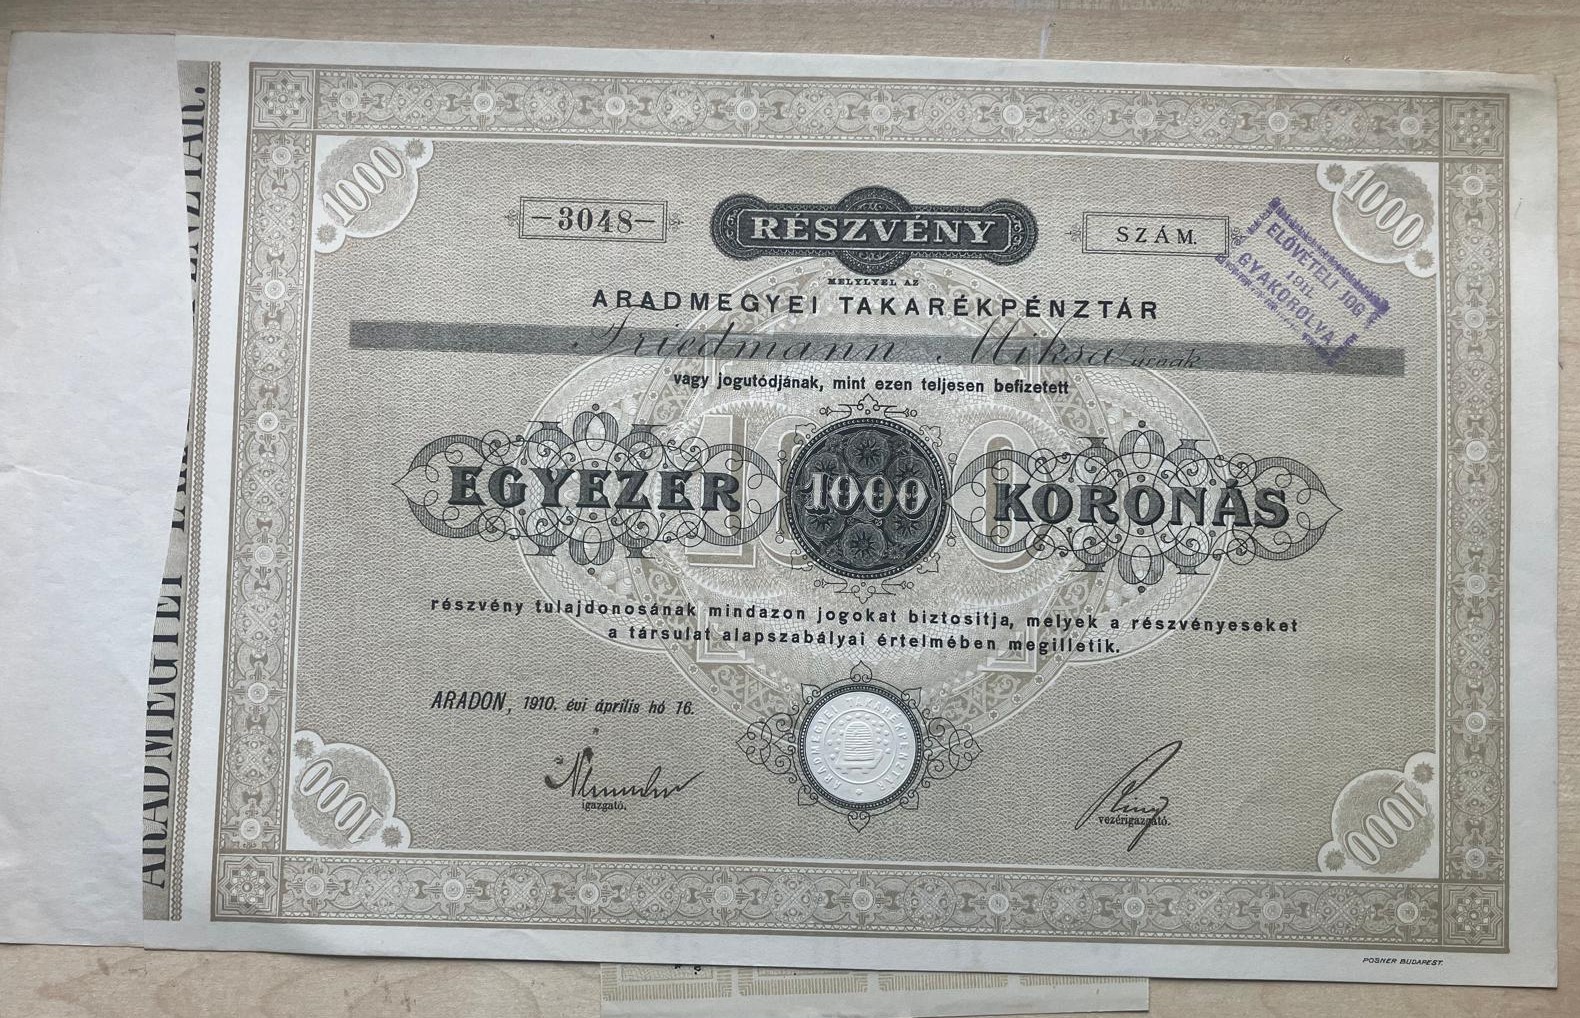 1000
1000
-3048-
RÉSZVÉNY
SZÁM.
ELŐVÉTELI JOG
1911.
GYAKOROLVA
MELYLYEL AZ
ARADMEGYEI TAKARÉKPÉNZTÁR
Friedmann Miksa úrnak
vagy jogutódjának, mint ezen teljesen befizetett
EGYEZER 1000 KORONÁS
1000
részvény tulajdonosának mindazon jogokat biztositja, melyek a részvényeseket
a társulat alapszabályai értelmében megilletik.
ARADON, 1910. évi április hó 16.
ARADMEGYEI TAKARÉKPÉNZTÁR
igazgató.
vezérigazgató.
1000
1000
POSNER BUDAPEST.
ARADMEGYEI